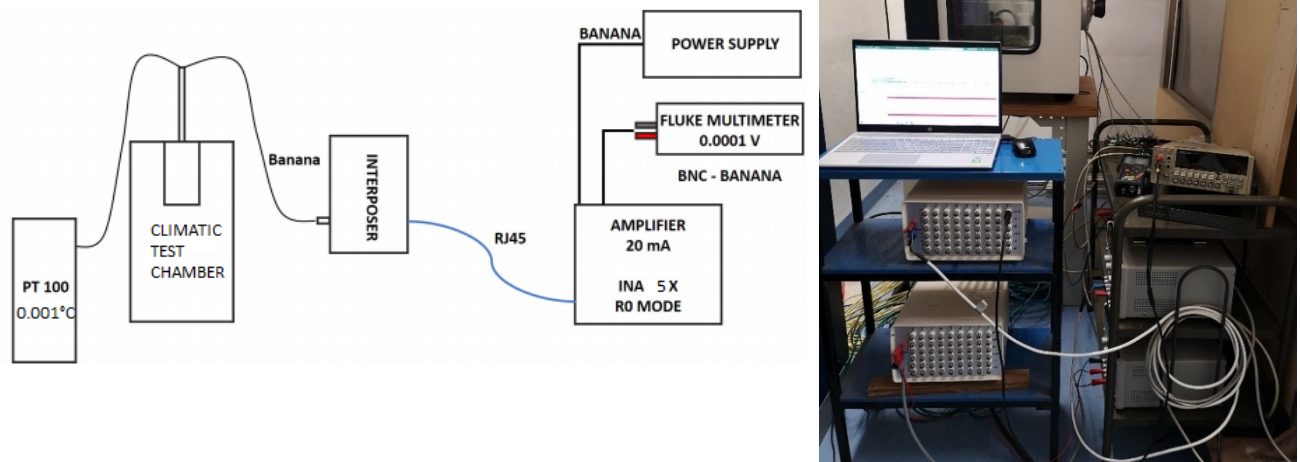 BANANA
POWER SUPPLY
FLUKE MULTIMETER
0.0001 V
BNC - BANANA
Banana
INTERPOSER
RJ45
AMPLIFIER
20 mA
INA 5 X
R0 MODE
CLIMATIC
TEST
CHAMBER
PT 100
0.001°C